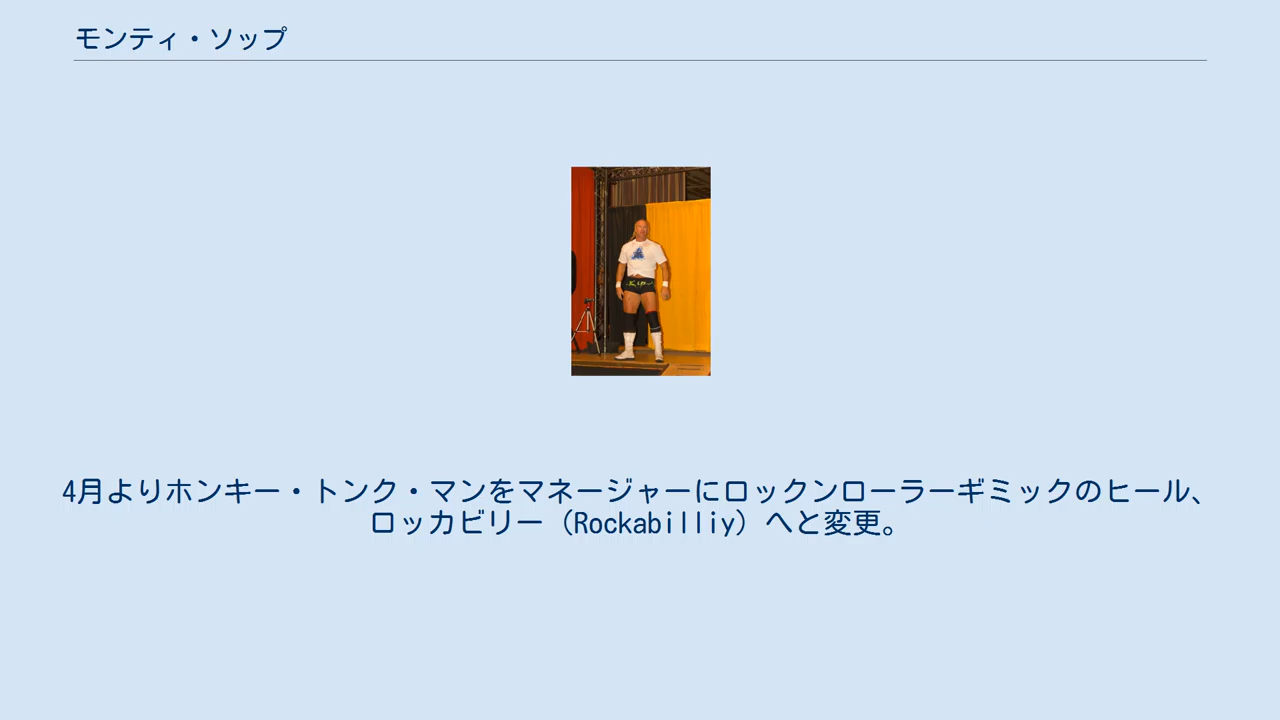 モンティ・ソップ
4月よりホンキー・トンク・マンをマネージャーにロックンローラーギミックのヒール、
ロッカビリー（Rockabilliy）へと変更。